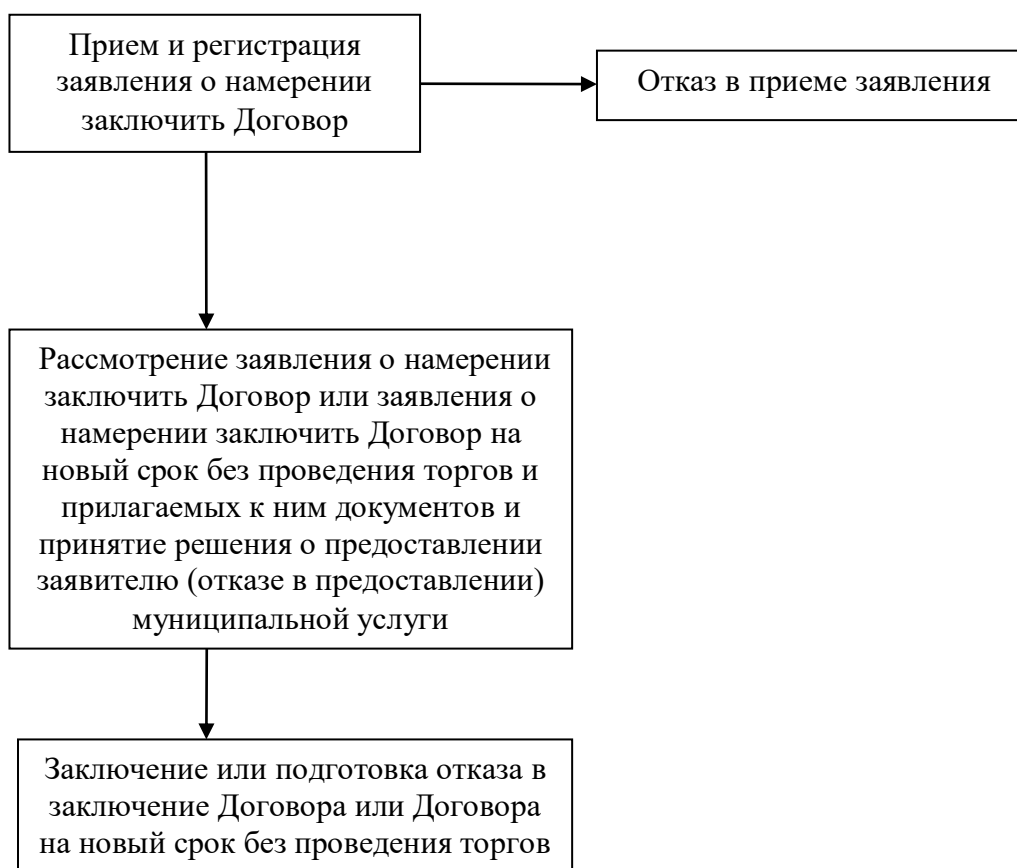 Прием и регистрация
заявления о намерении
заключить Договор
Отказ в приеме заявления
Рассмотрение заявления о намерении
заключить Договор или заявления о
намерении заключить Договор на
новый срок без проведения торгов и
прилагаемых к ним документов и
принятие решения о предоставлении
заявителю (отказе в предоставлении)
муниципальной услуги
Заключение или подготовка отказа в
заключение Договора или Договора
на новый срок без проведения торгов